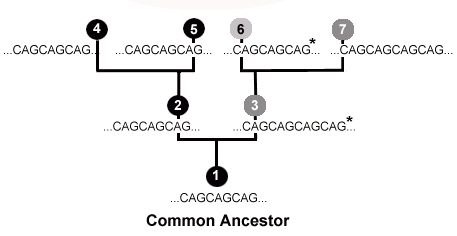 4 5 6 7
...CAGCAGCAG... ...CAGCAGCAG... ...CAGCAGCAG...* ...CAGCAGCAGCAG...
2 3
...CAGCAGCAG... ...CAGCAGCAGCAG...*
1
...CAGCAGCAG...
Common Ancestor